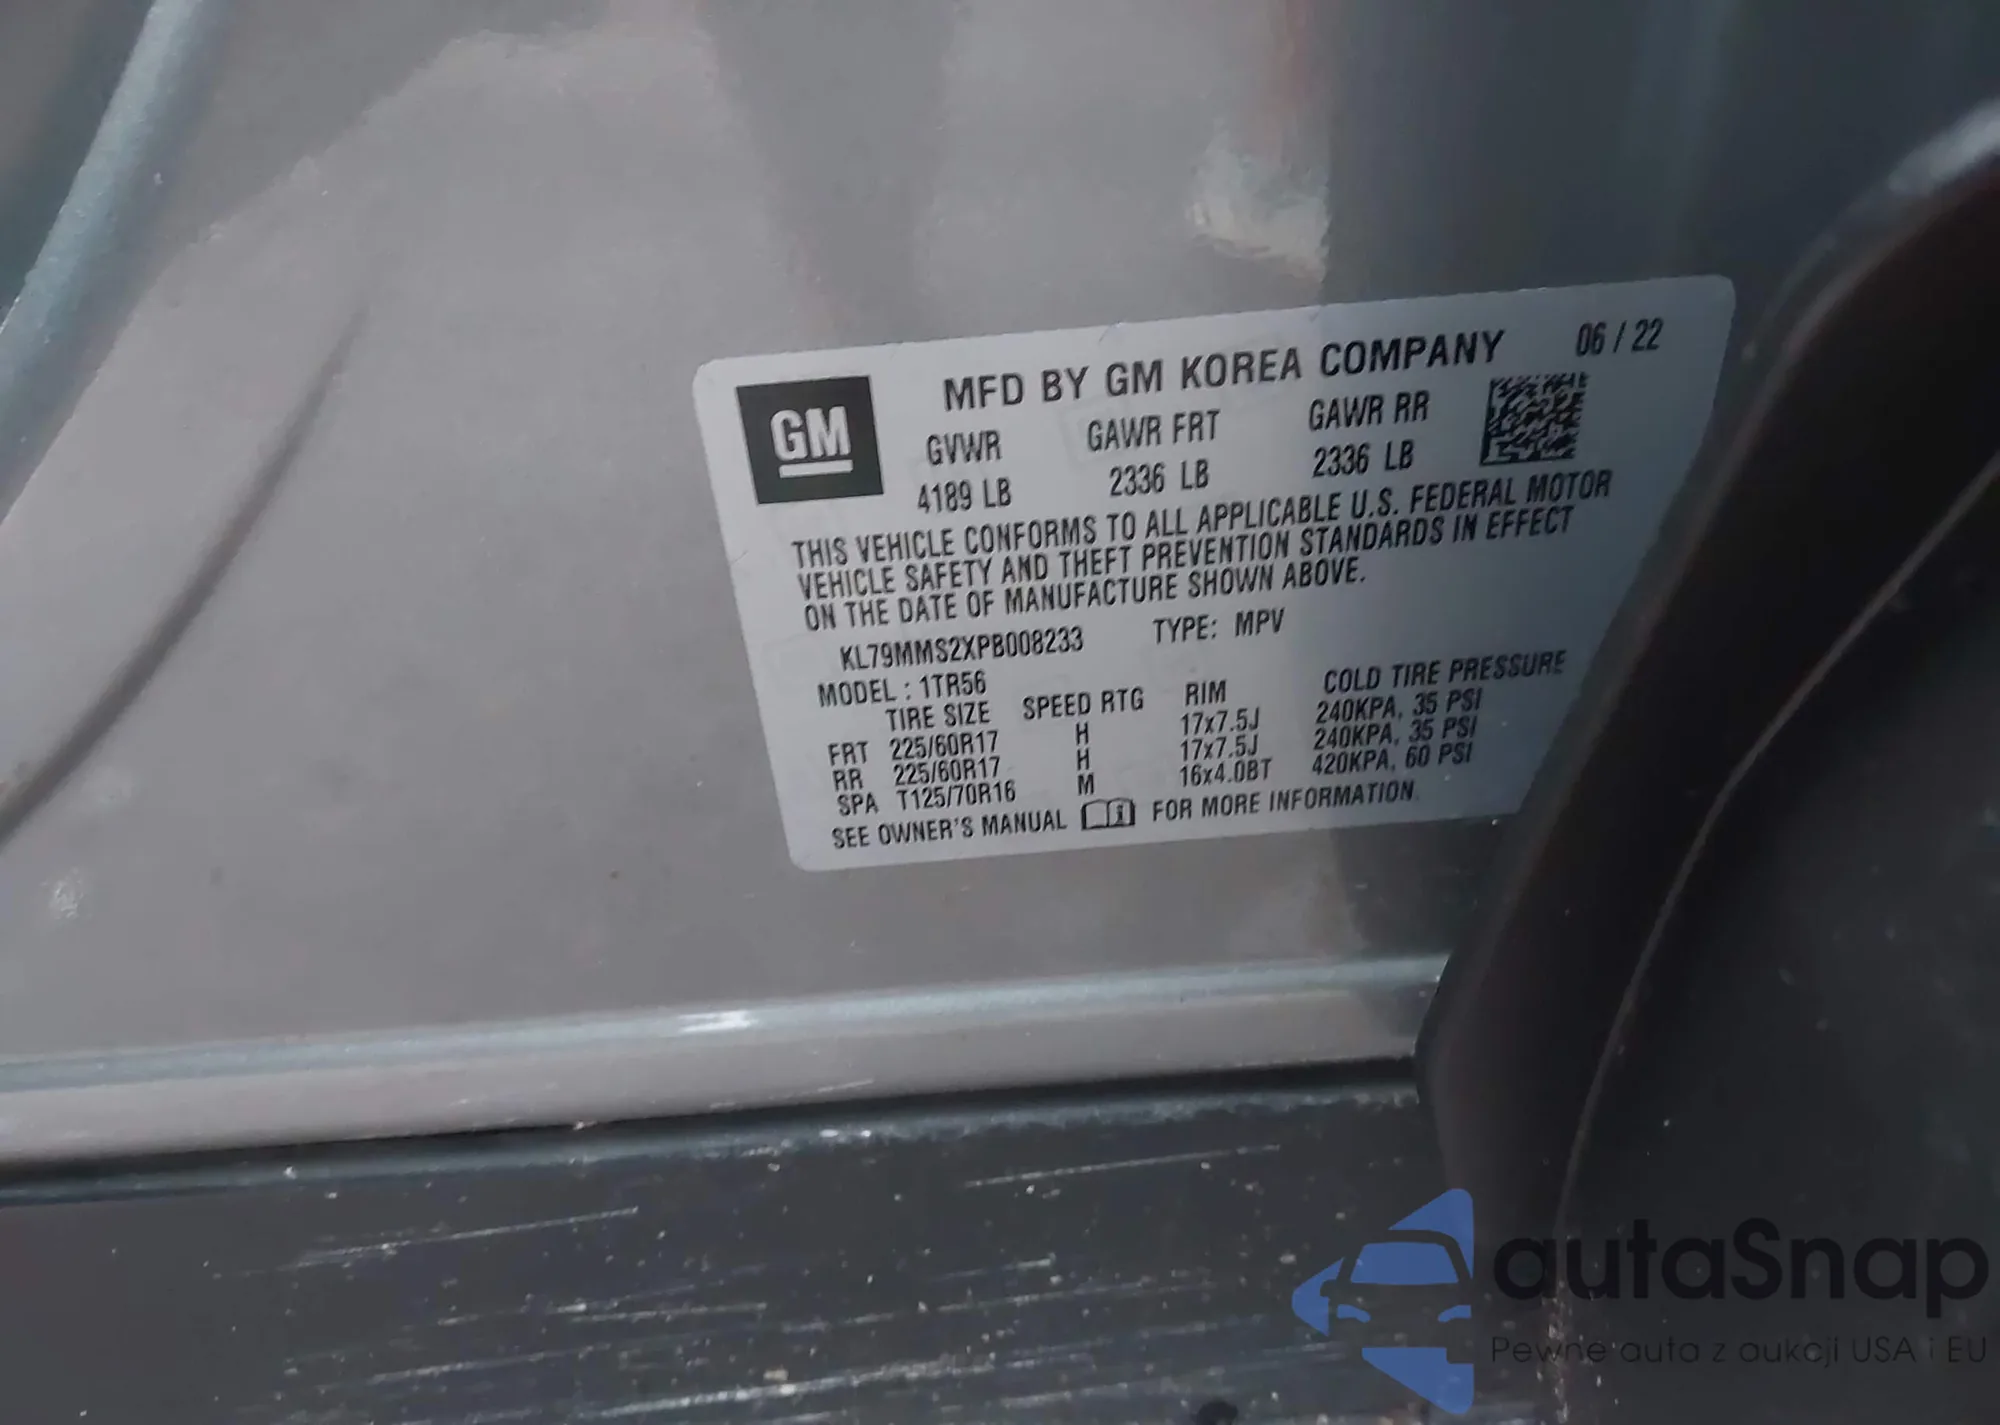 GM
MFD BY GM KOREA COMPANY 06 / 22
GVWR GAWR FRT GAWR RR
4189 LB 2336 LB 2336 LB
THIS VEHICLE CONFORMS TO ALL APPLICABLE U.S. FEDERAL MOTOR
VEHICLE SAFETY AND THEFT PREVENTION STANDARDS IN EFFECT
ON THE DATE OF MANUFACTURE SHOWN ABOVE.
KL79MMS2XPB008233 TYPE: MPV
MODEL : 1TR56
TIRE SIZE SPEED RTG RIM COLD TIRE PRESSURE
FRT 225/60R17 H 17x7.5J 240KPA, 35 PSI
RR 225/60R17 H 17x7.5J 240KPA, 35 PSI
SPA T125/70R16 M 16x4.0BT 420KPA, 60 PSI
SEE OWNER'S MANUAL i FOR MORE INFORMATION.
autaSnap
Pewne auta z aukcji USA i EU